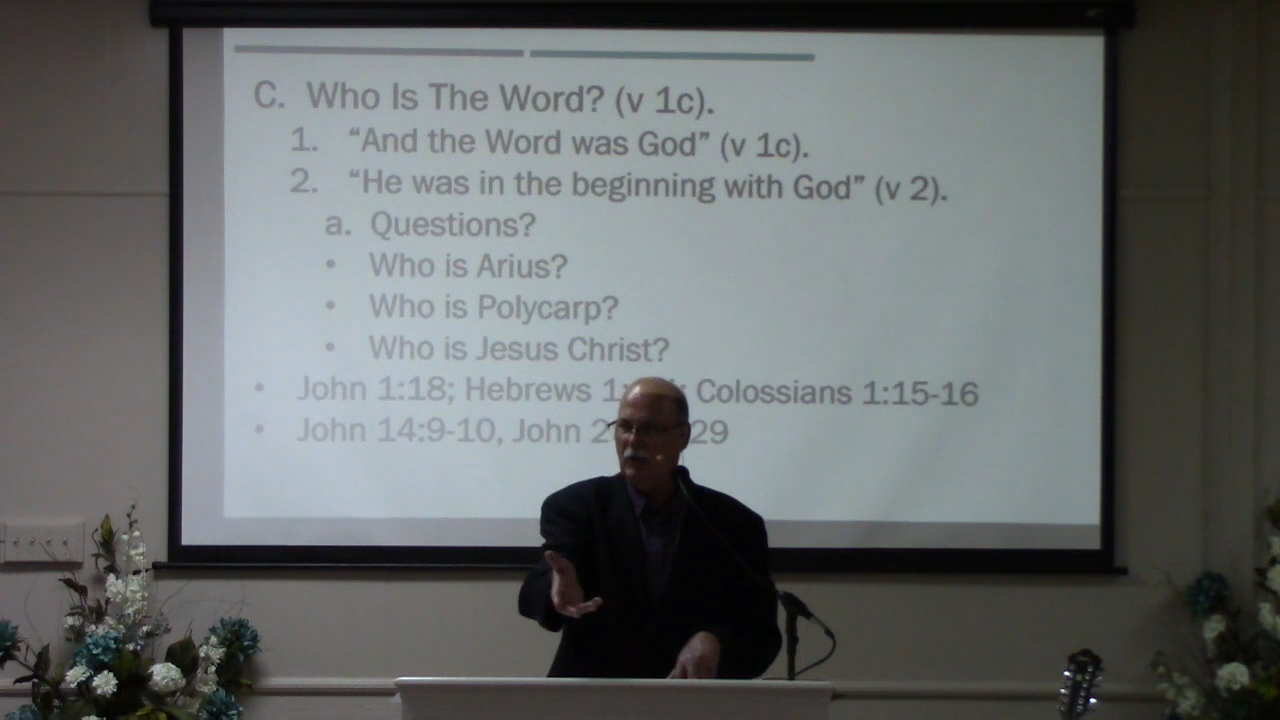 C. Who Is The Word? (v 1c).
1. “And the Word was God” (v 1c).
2. “He was in the beginning with God” (v 2).
a. Questions?
• Who is Arius?
• Who is Polycarp?
• Who is Jesus Christ?
• John 1:18; Hebrews 1: Colossians 1:15-16
• John 14:9-10, John 2 29